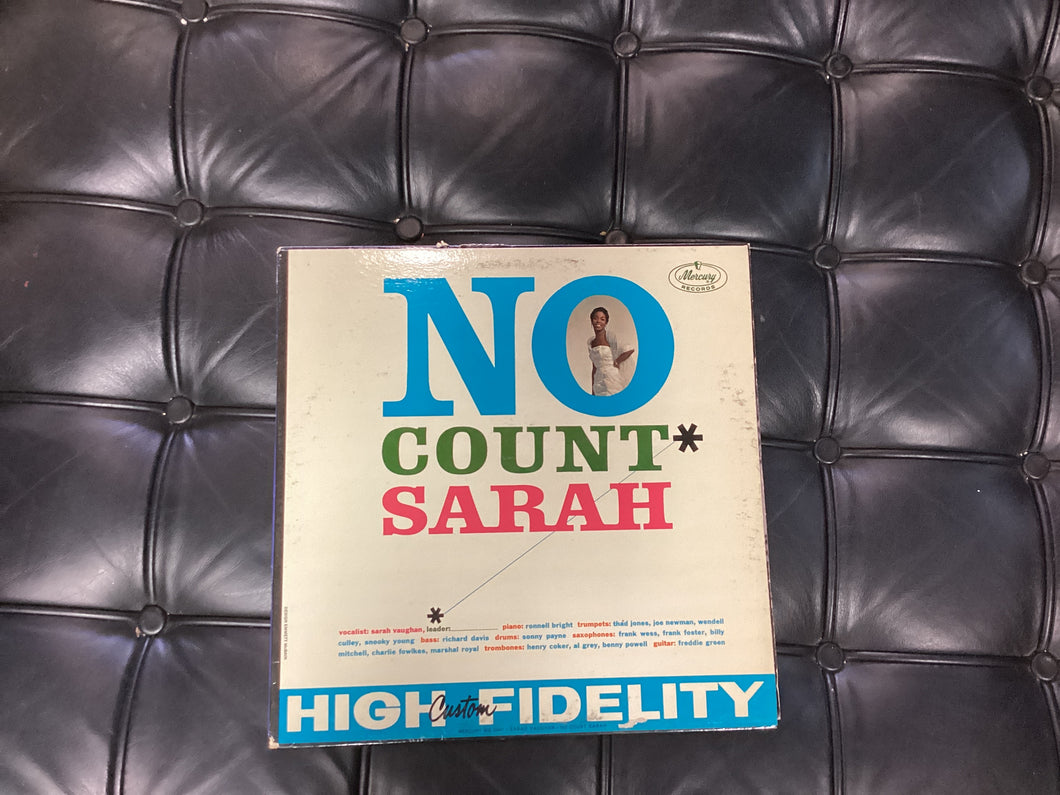 NO
Mercury
RECORDS
COUNT*
SARAH
*
vocalist: sarah vaughan, leader: piano: ronnell bright trumpets: thad jones, joe newman, wendell
culley, snooky young bass: richard davis drums: sonny payne saxophones: frank wess, frank foster, billy
mitchell, charlie fowlkes, marshal royal trombones: henry coker, al grey, benny powell guitar: freddie green
HIGH Custom FIDELITY